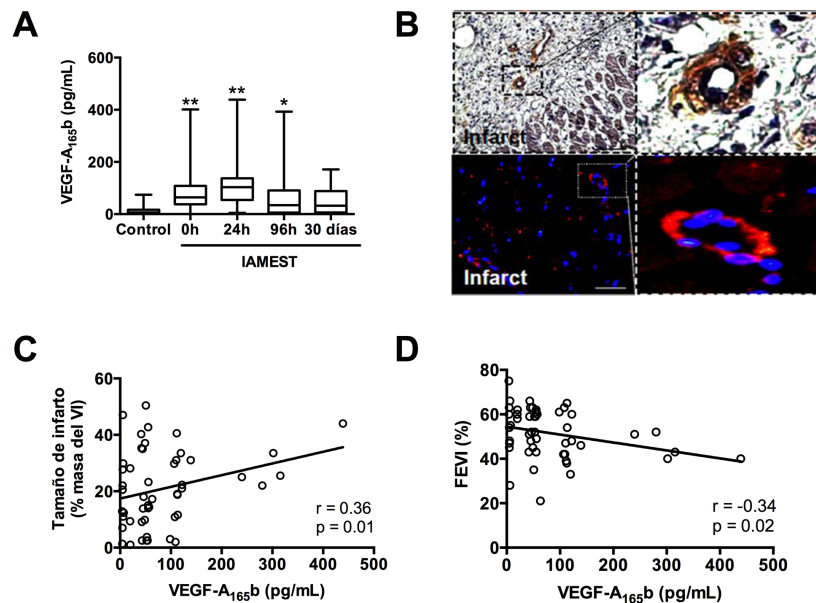 A
VEGF-A165b (pg/mL)
600
400
200
0
Control
0h
24h
96h
30 días
**
**
*
IAMEST
B
Infarct
Infarct
C
Tamaño de infarto
(% masa del VI)
60
40
20
0
0
100
200
300
400
500
r = 0.36
p = 0.01
VEGF-A165b (pg/mL)
D
FEVI (%)
80
60
40
20
0
0
100
200
300
400
500
r = -0.34
p = 0.02
VEGF-A165b (pg/mL)